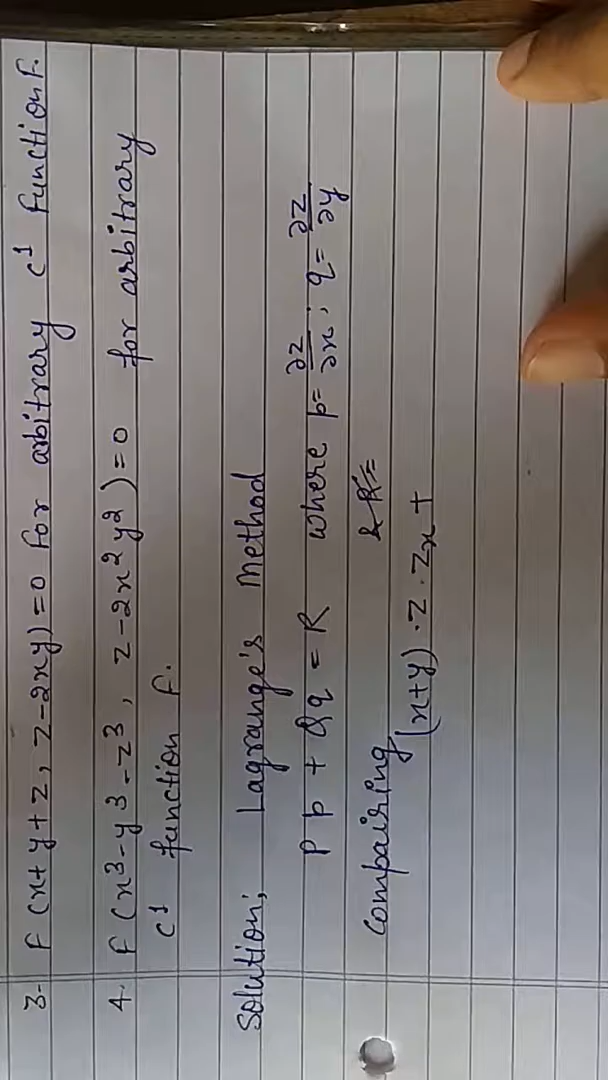 3. F (x+y+z, z-2xy)=0 for arbitrary C¹ function F.
4. F (x³-y³-z³, z-2x²y²)=0 for arbitrary
C¹ function F.
Solution; Lagrange's Method
Pp + Qq = R where p= ∂z/∂x ; q= ∂z/∂y
Compairing
(x+y).z.zx +